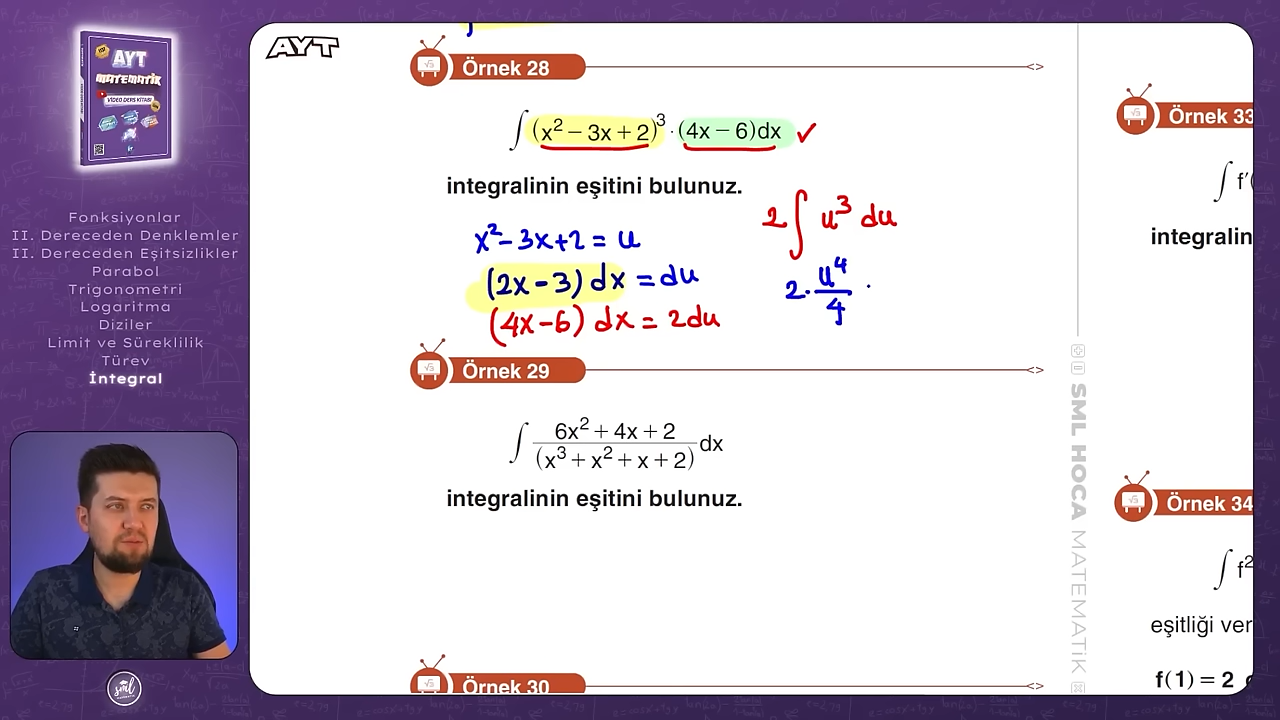 AYT
AYT
MATEMATİK
VİDEO DERS KİTABI
Fonksiyonlar
II. Dereceden Denklemler
II. Dereceden Eşitsizlikler
Parabol
Trigonometri
Logaritma
Diziler
Limit ve Süreklilik
Türev
İntegral
sml
Örnek 28
∫ (x² – 3x + 2)³ · (4x – 6)dx ✓
integralinin eşitini bulunuz.
x² - 3x + 2 = u
(2x - 3) dx = du
(4x - 6) dx = 2du
2 ∫ u³ du
2 · u⁴/4 ·
Örnek 29
∫ (6x² + 4x + 2)/(x³ + x² + x + 2) dx
integralinin eşitini bulunuz.
Örnek 30
SML HOCA MATEMATİK
Örnek 33
∫ f'(
integralin
Örnek 34
∫ f²
eşitliği ver
f(1) = 2